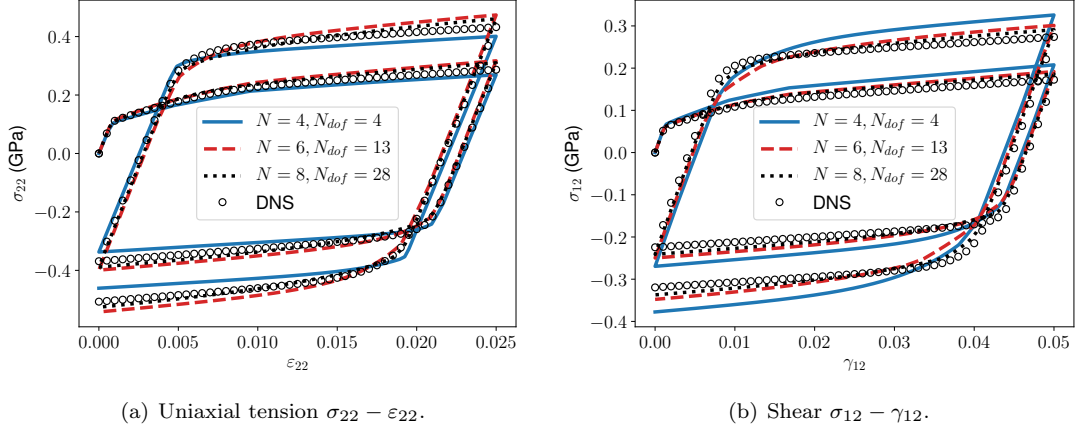 0.4
0.2
0.0
−0.2
−0.4
σ22 (GPa)
N = 4, Ndof = 4
N = 6, Ndof = 13
N = 8, Ndof = 28
DNS
0.000 0.005 0.010 0.015 0.020 0.025
ε22
(a) Uniaxial tension σ22 − ε22.
0.3
0.2
0.1
0.0
−0.1
−0.2
−0.3
−0.4
σ12 (GPa)
N = 4, Ndof = 4
N = 6, Ndof = 13
N = 8, Ndof = 28
DNS
0.00 0.01 0.02 0.03 0.04 0.05
γ12
(b) Shear σ12 − γ12.